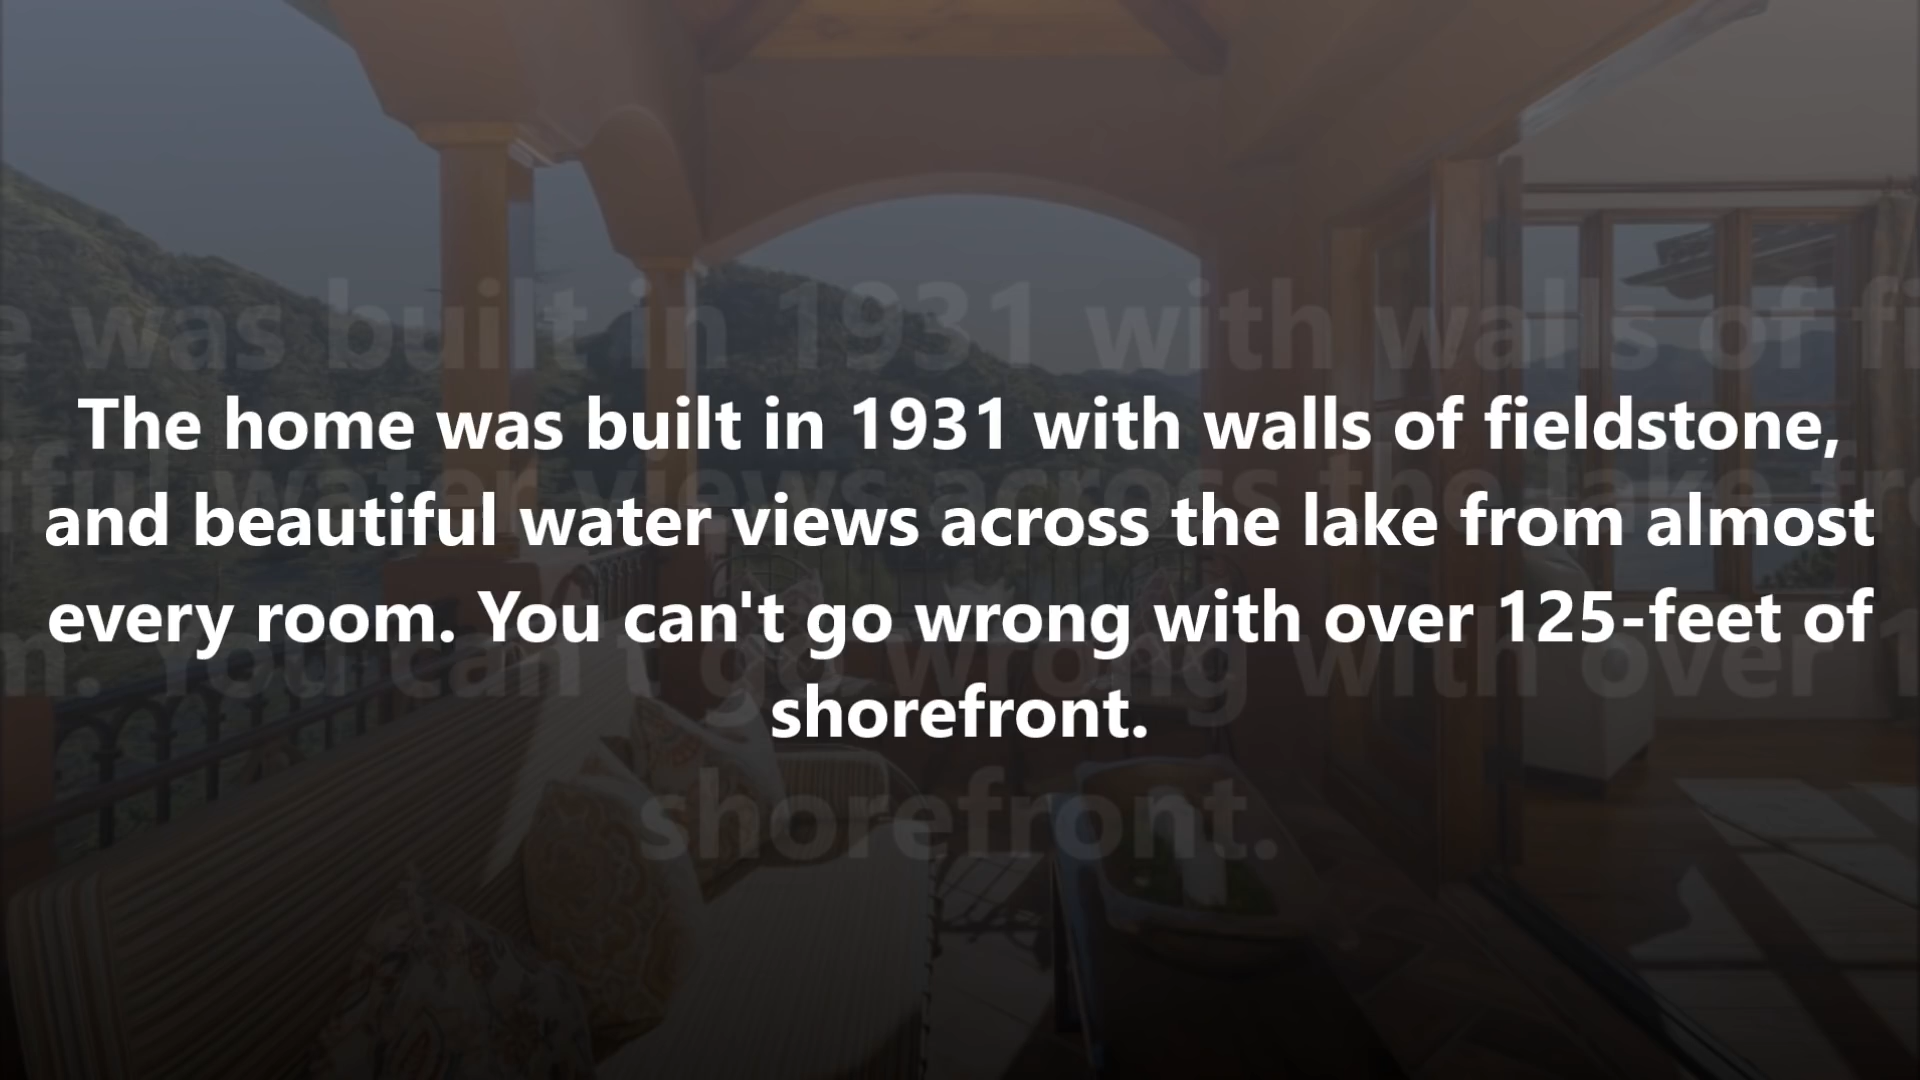 The home was built in 1931 with walls of fieldstone,
and beautiful water views across the lake from almost
every room. You can't go wrong with over 125-feet of
shorefront.